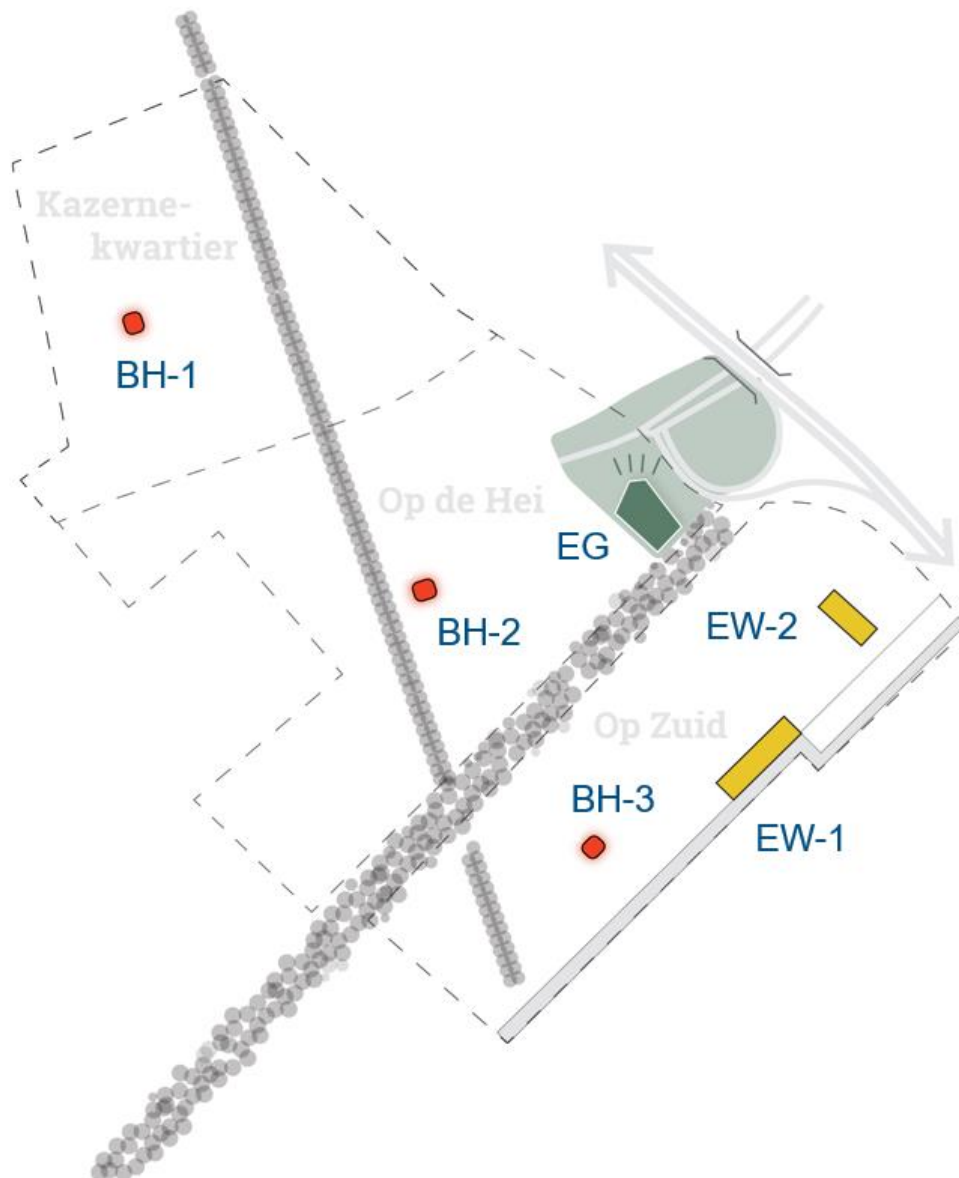 Kazerne-
kwartier
BH-1
Op de Hei
EG
BH-2
EW-2
Op Zuid
BH-3
EW-1